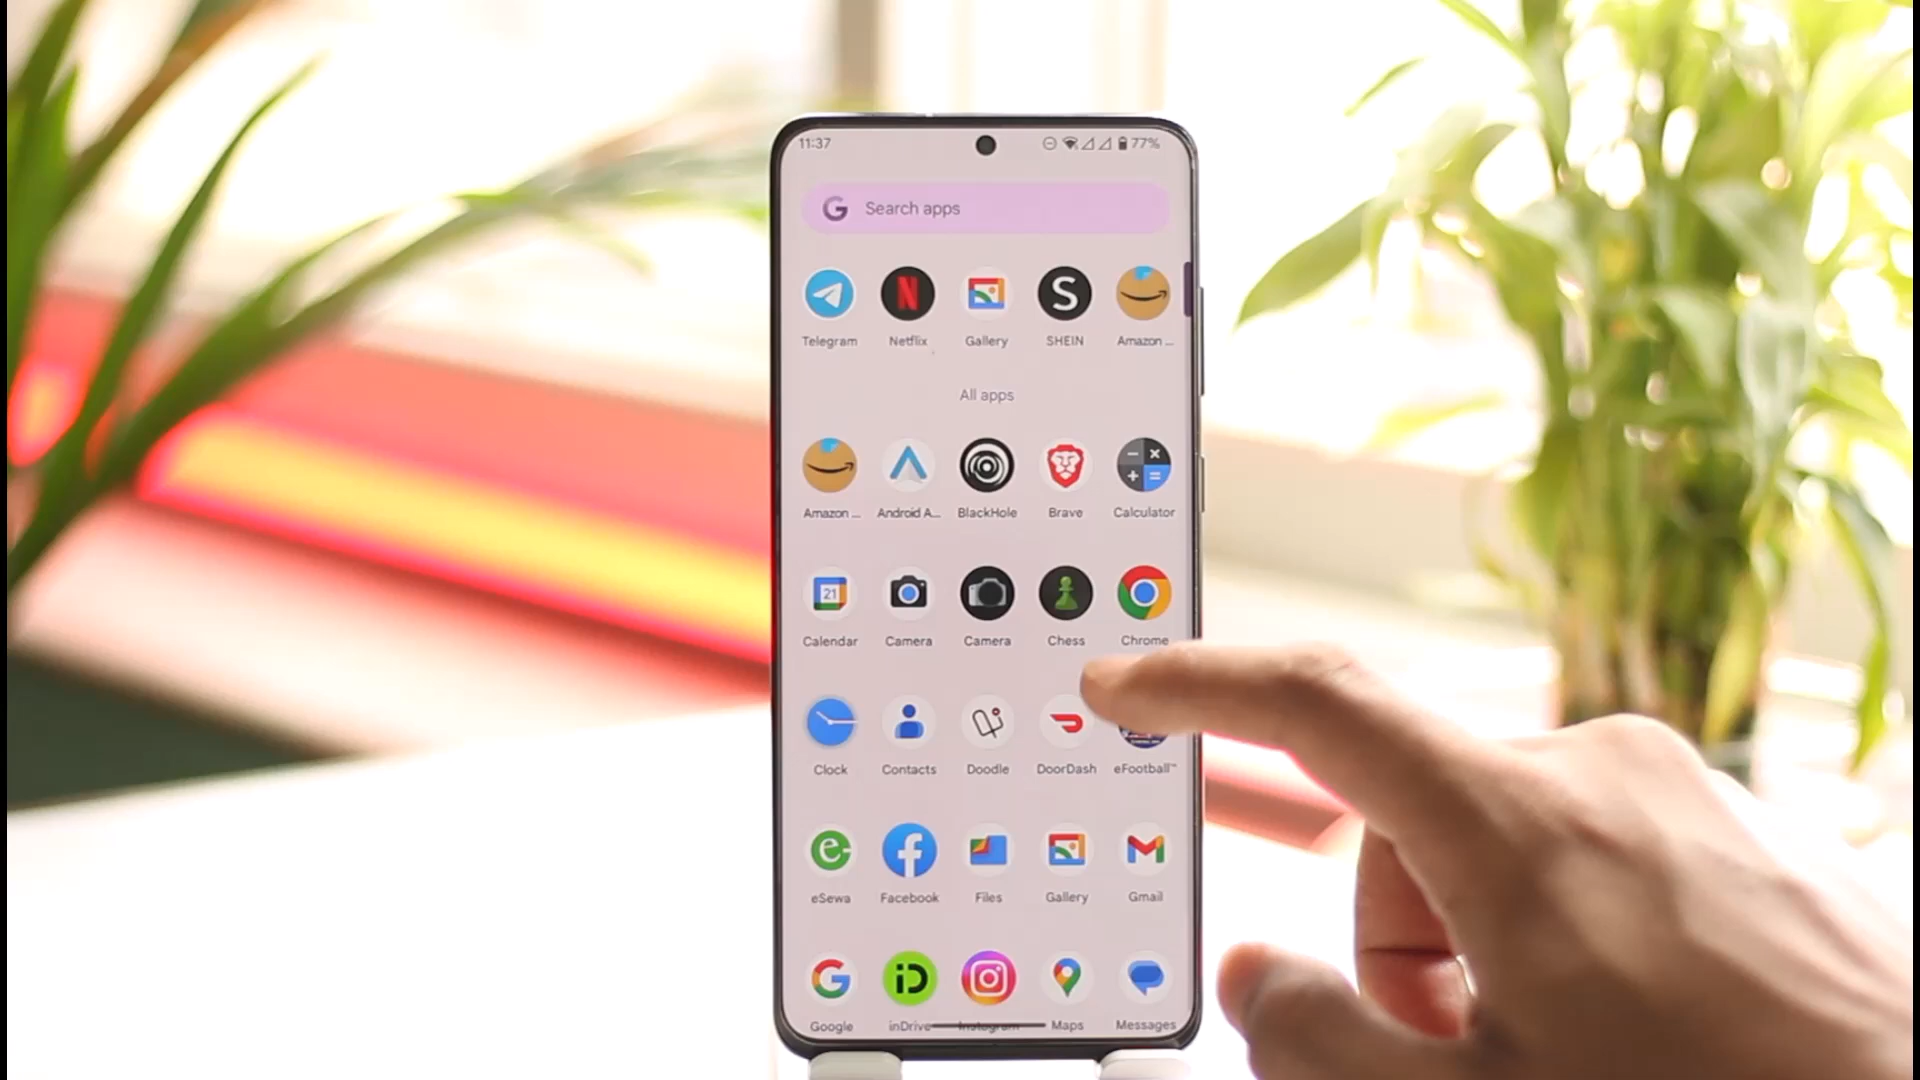 11:37 77%
Search apps
Telegram Netflix Gallery SHEIN Amazon ...
All apps
Amazon ... Android A... BlackHole Brave Calculator
21
Calendar Camera Camera Chess Chrome
Clock Contacts Doodle DoorDash eFootball™
eSewa Facebook Files Gallery Gmail
Google inDrive Instagram Maps Messages